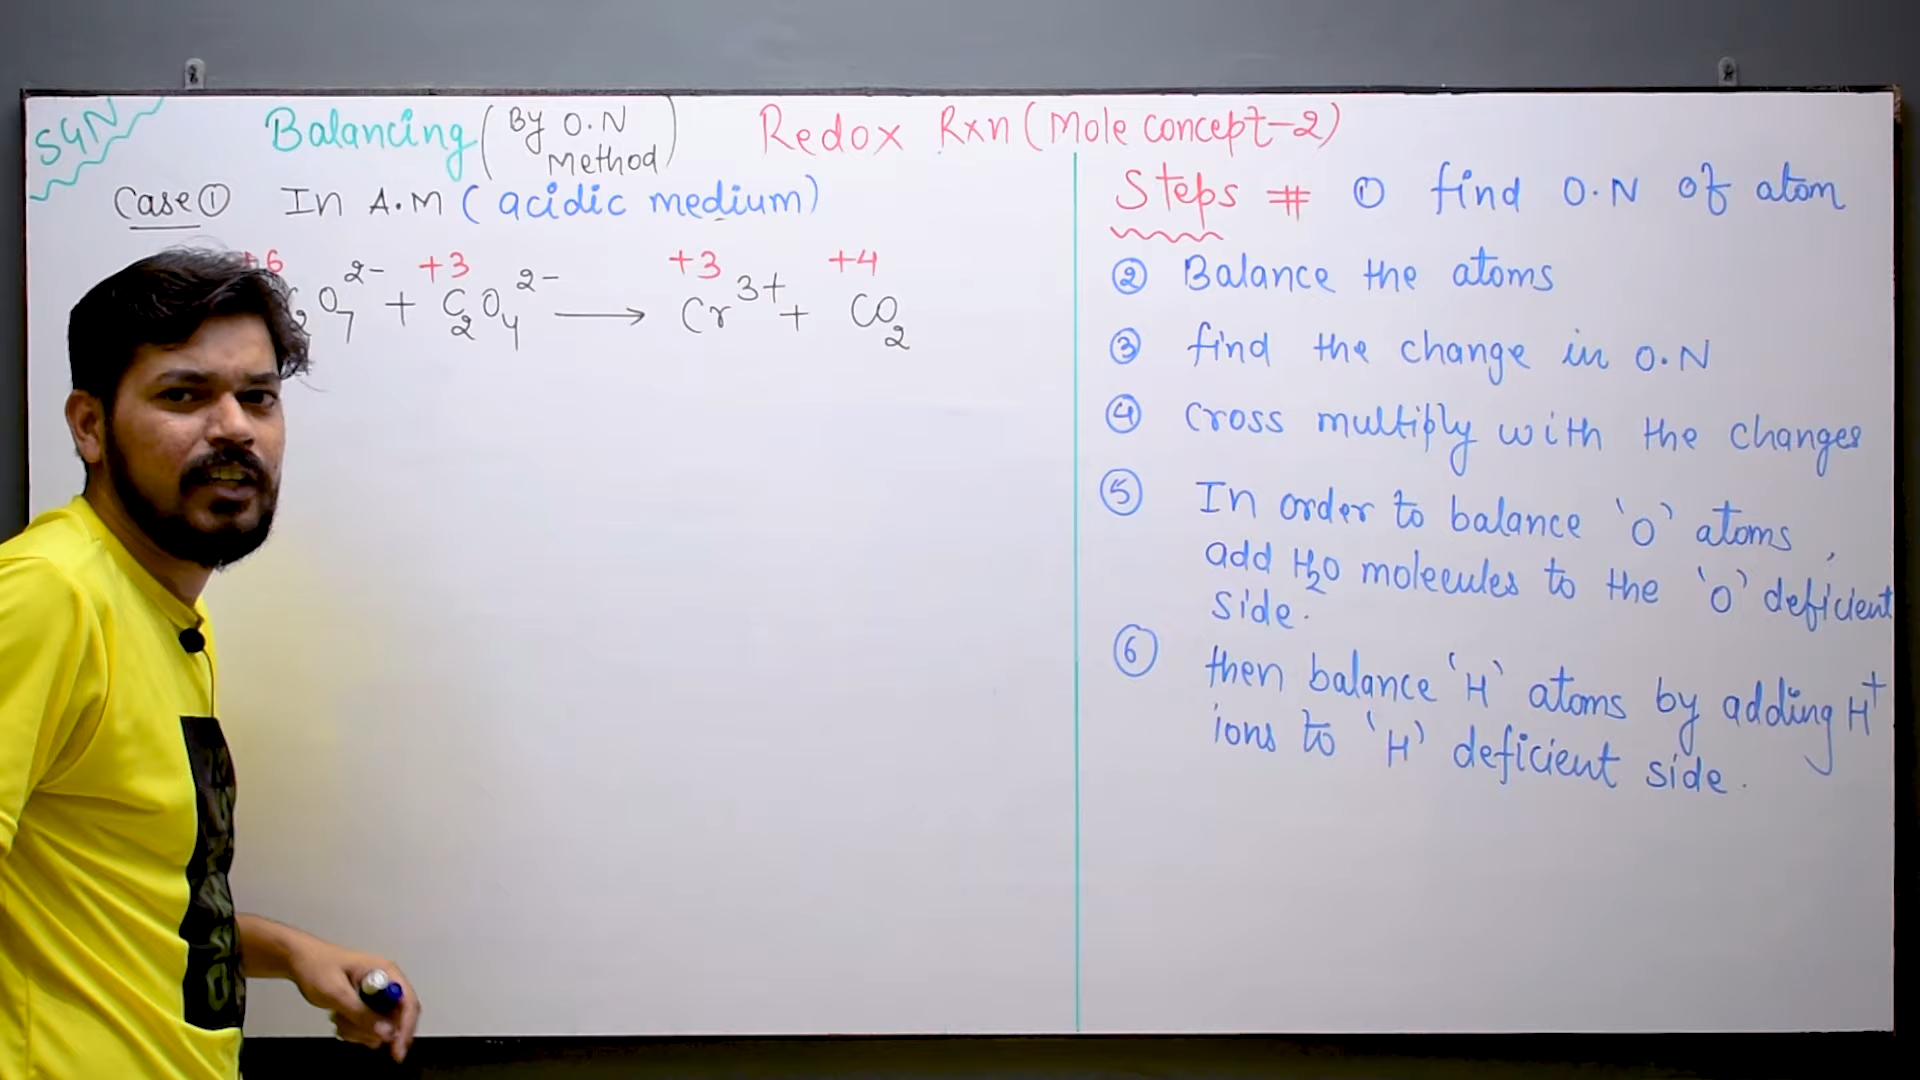 SGN
Balancing (By O.N Method) Redox Rxn (Mole concept-2)
Case ① In A.M (acidic medium)
+6 +3 +3 +4
₂O₇²⁻ + C₂O₄²⁻ ⟶ Cr³⁺ + CO₂
Steps # ① find O.N of atom
② Balance the atoms
③ find the change in O.N
④ Cross multiply with the changes
⑤ In order to balance 'O' atoms,
add H₂O molecules to the 'O' deficient
side.
⑥ then balance 'H' atoms by adding H⁺
ions to 'H' deficient side.